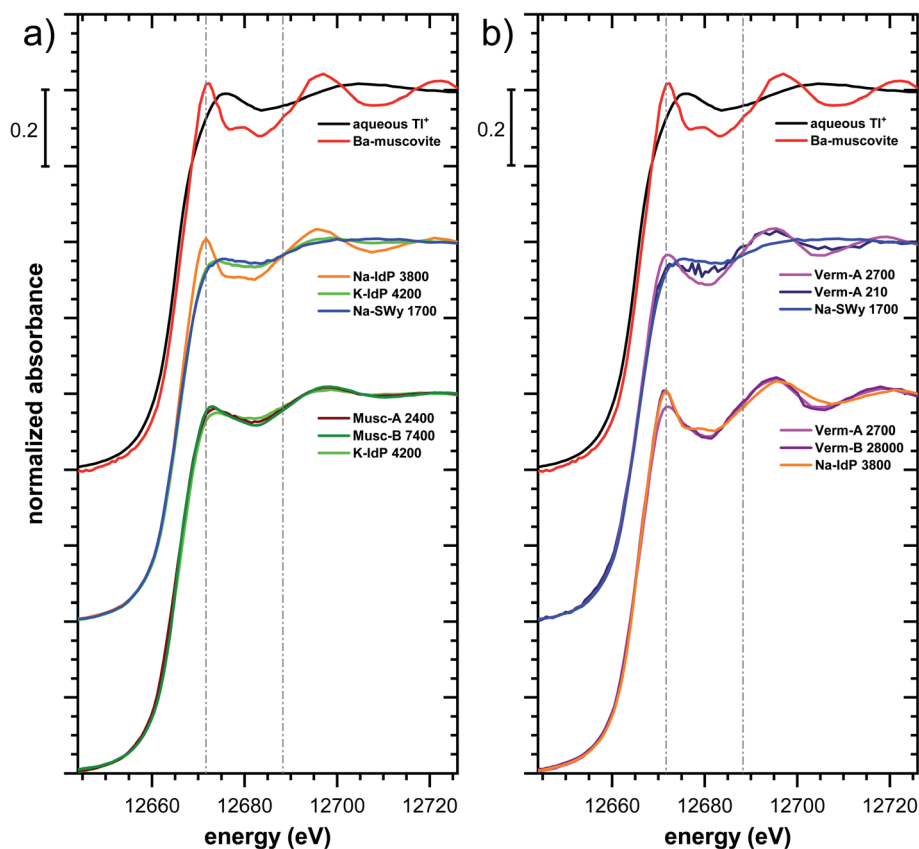 a)
0.2
aqueous Tl⁺
Ba-muscovite
Na-IdP 3800
K-IdP 4200
Na-SWy 1700
Musc-A 2400
Musc-B 7400
K-IdP 4200
normalized absorbance
12660 12680 12700 12720
energy (eV)
b)
0.2
aqueous Tl⁺
Ba-muscovite
Verm-A 2700
Verm-A 210
Na-SWy 1700
Verm-A 2700
Verm-B 28000
Na-IdP 3800
12660 12680 12700 12720
energy (eV)